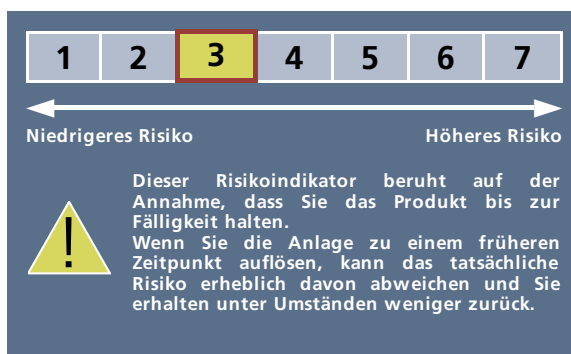 1 2 3 4 5 6 7
Niedrigeres Risiko Höheres Risiko
Dieser Risikoindikator beruht auf der
Annahme, dass Sie das Produkt bis zur
Fälligkeit halten.
Wenn Sie die Anlage zu einem früheren
Zeitpunkt auflösen, kann das tatsächliche
Risiko erheblich davon abweichen und Sie
erhalten unter Umständen weniger zurück.
!